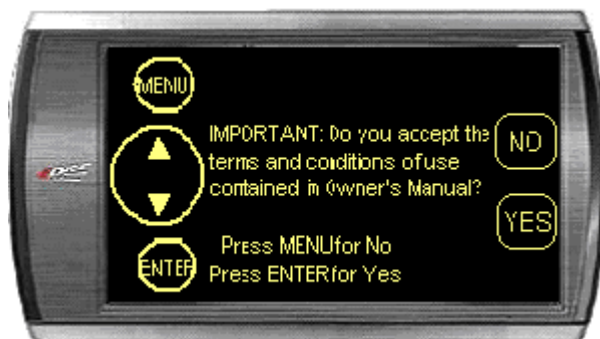 MENU
IMPORTANT: Do you accept the
terms and conditions of use
contained in Owner's Manual?
NO
YES
Press MENU for No
ENTER
Press ENTER for Yes